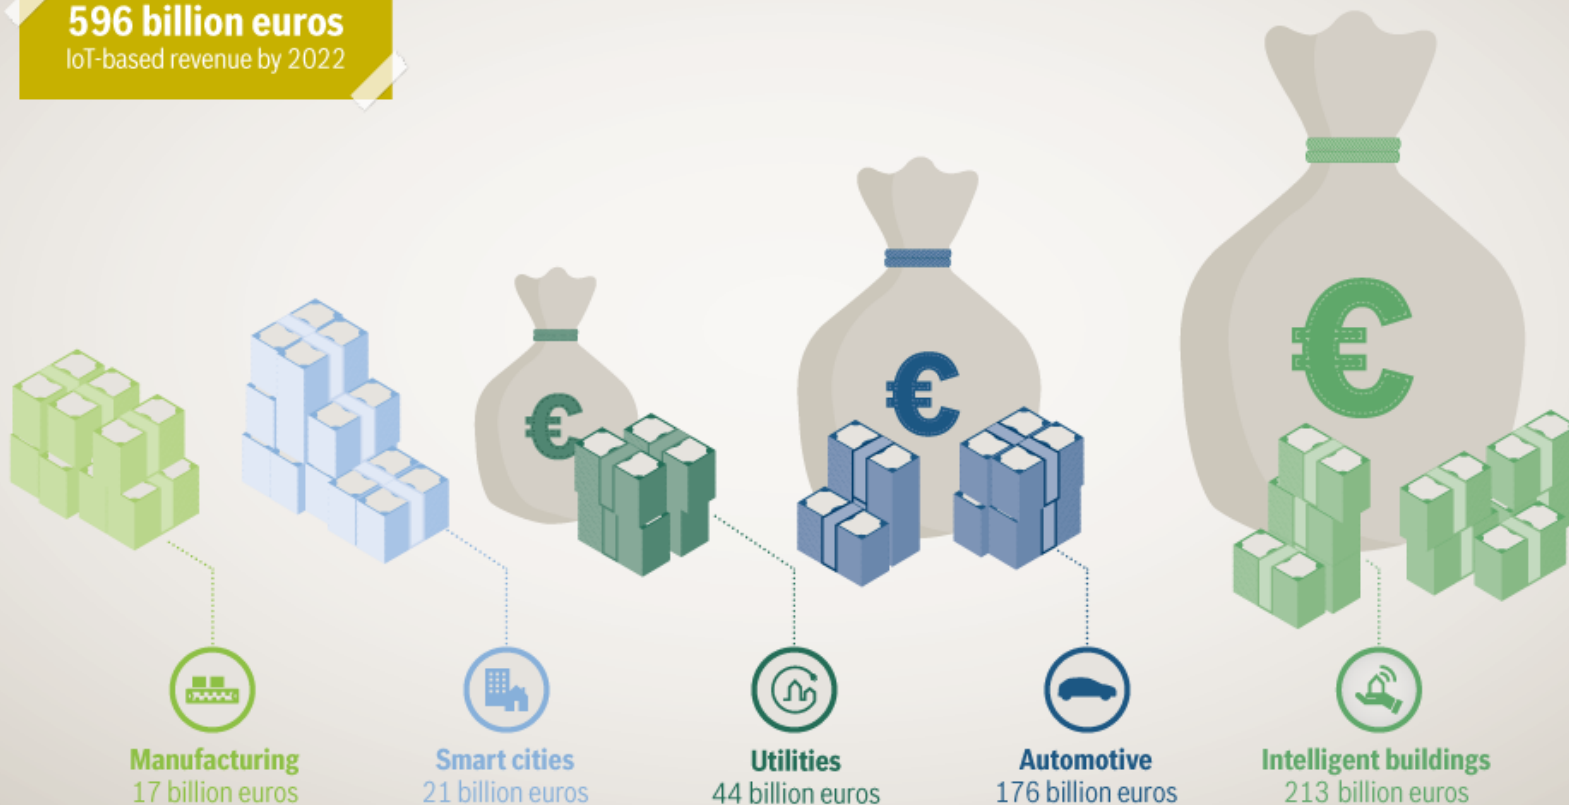 596 billion euros
IoT-based revenue by 2022
€
€
€
Manufacturing
17 billion euros
Smart cities
21 billion euros
Utilities
44 billion euros
Automotive
176 billion euros
Intelligent buildings
213 billion euros